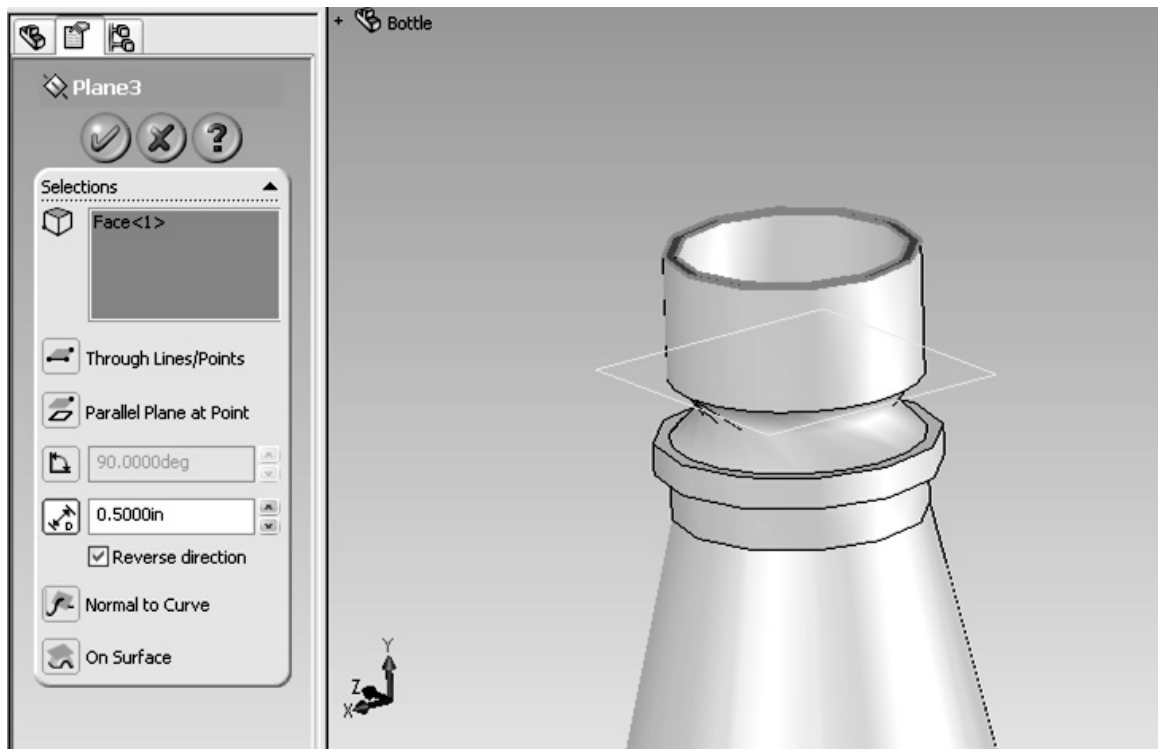 + Bottle
Plane3
Selections
Face<1>
Through Lines/Points
Parallel Plane at Point
90.0000deg
D
0.5000in
Reverse direction
Normal to Curve
On Surface
Y
Z
X